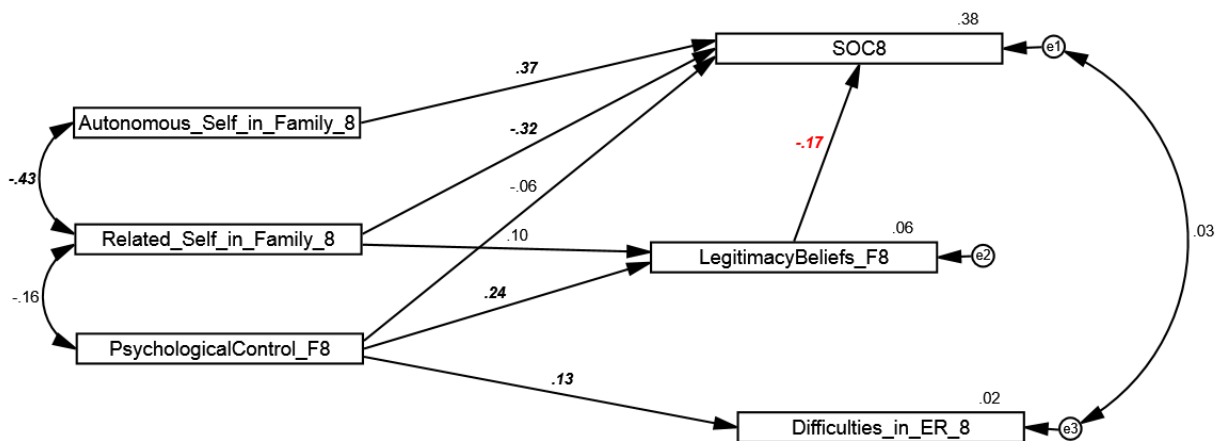 .38
SOC8
e1
.37
Autonomous_Self_in_Family_8
-.32
-.17
-.43
-.06
Related_Self_in_Family_8
.10
.06
.03
LegitimacyBeliefs_F8
e2
-.16
.24
PsychologicalControl_F8
.13
.02
Difficulties_in_ER_8
e3